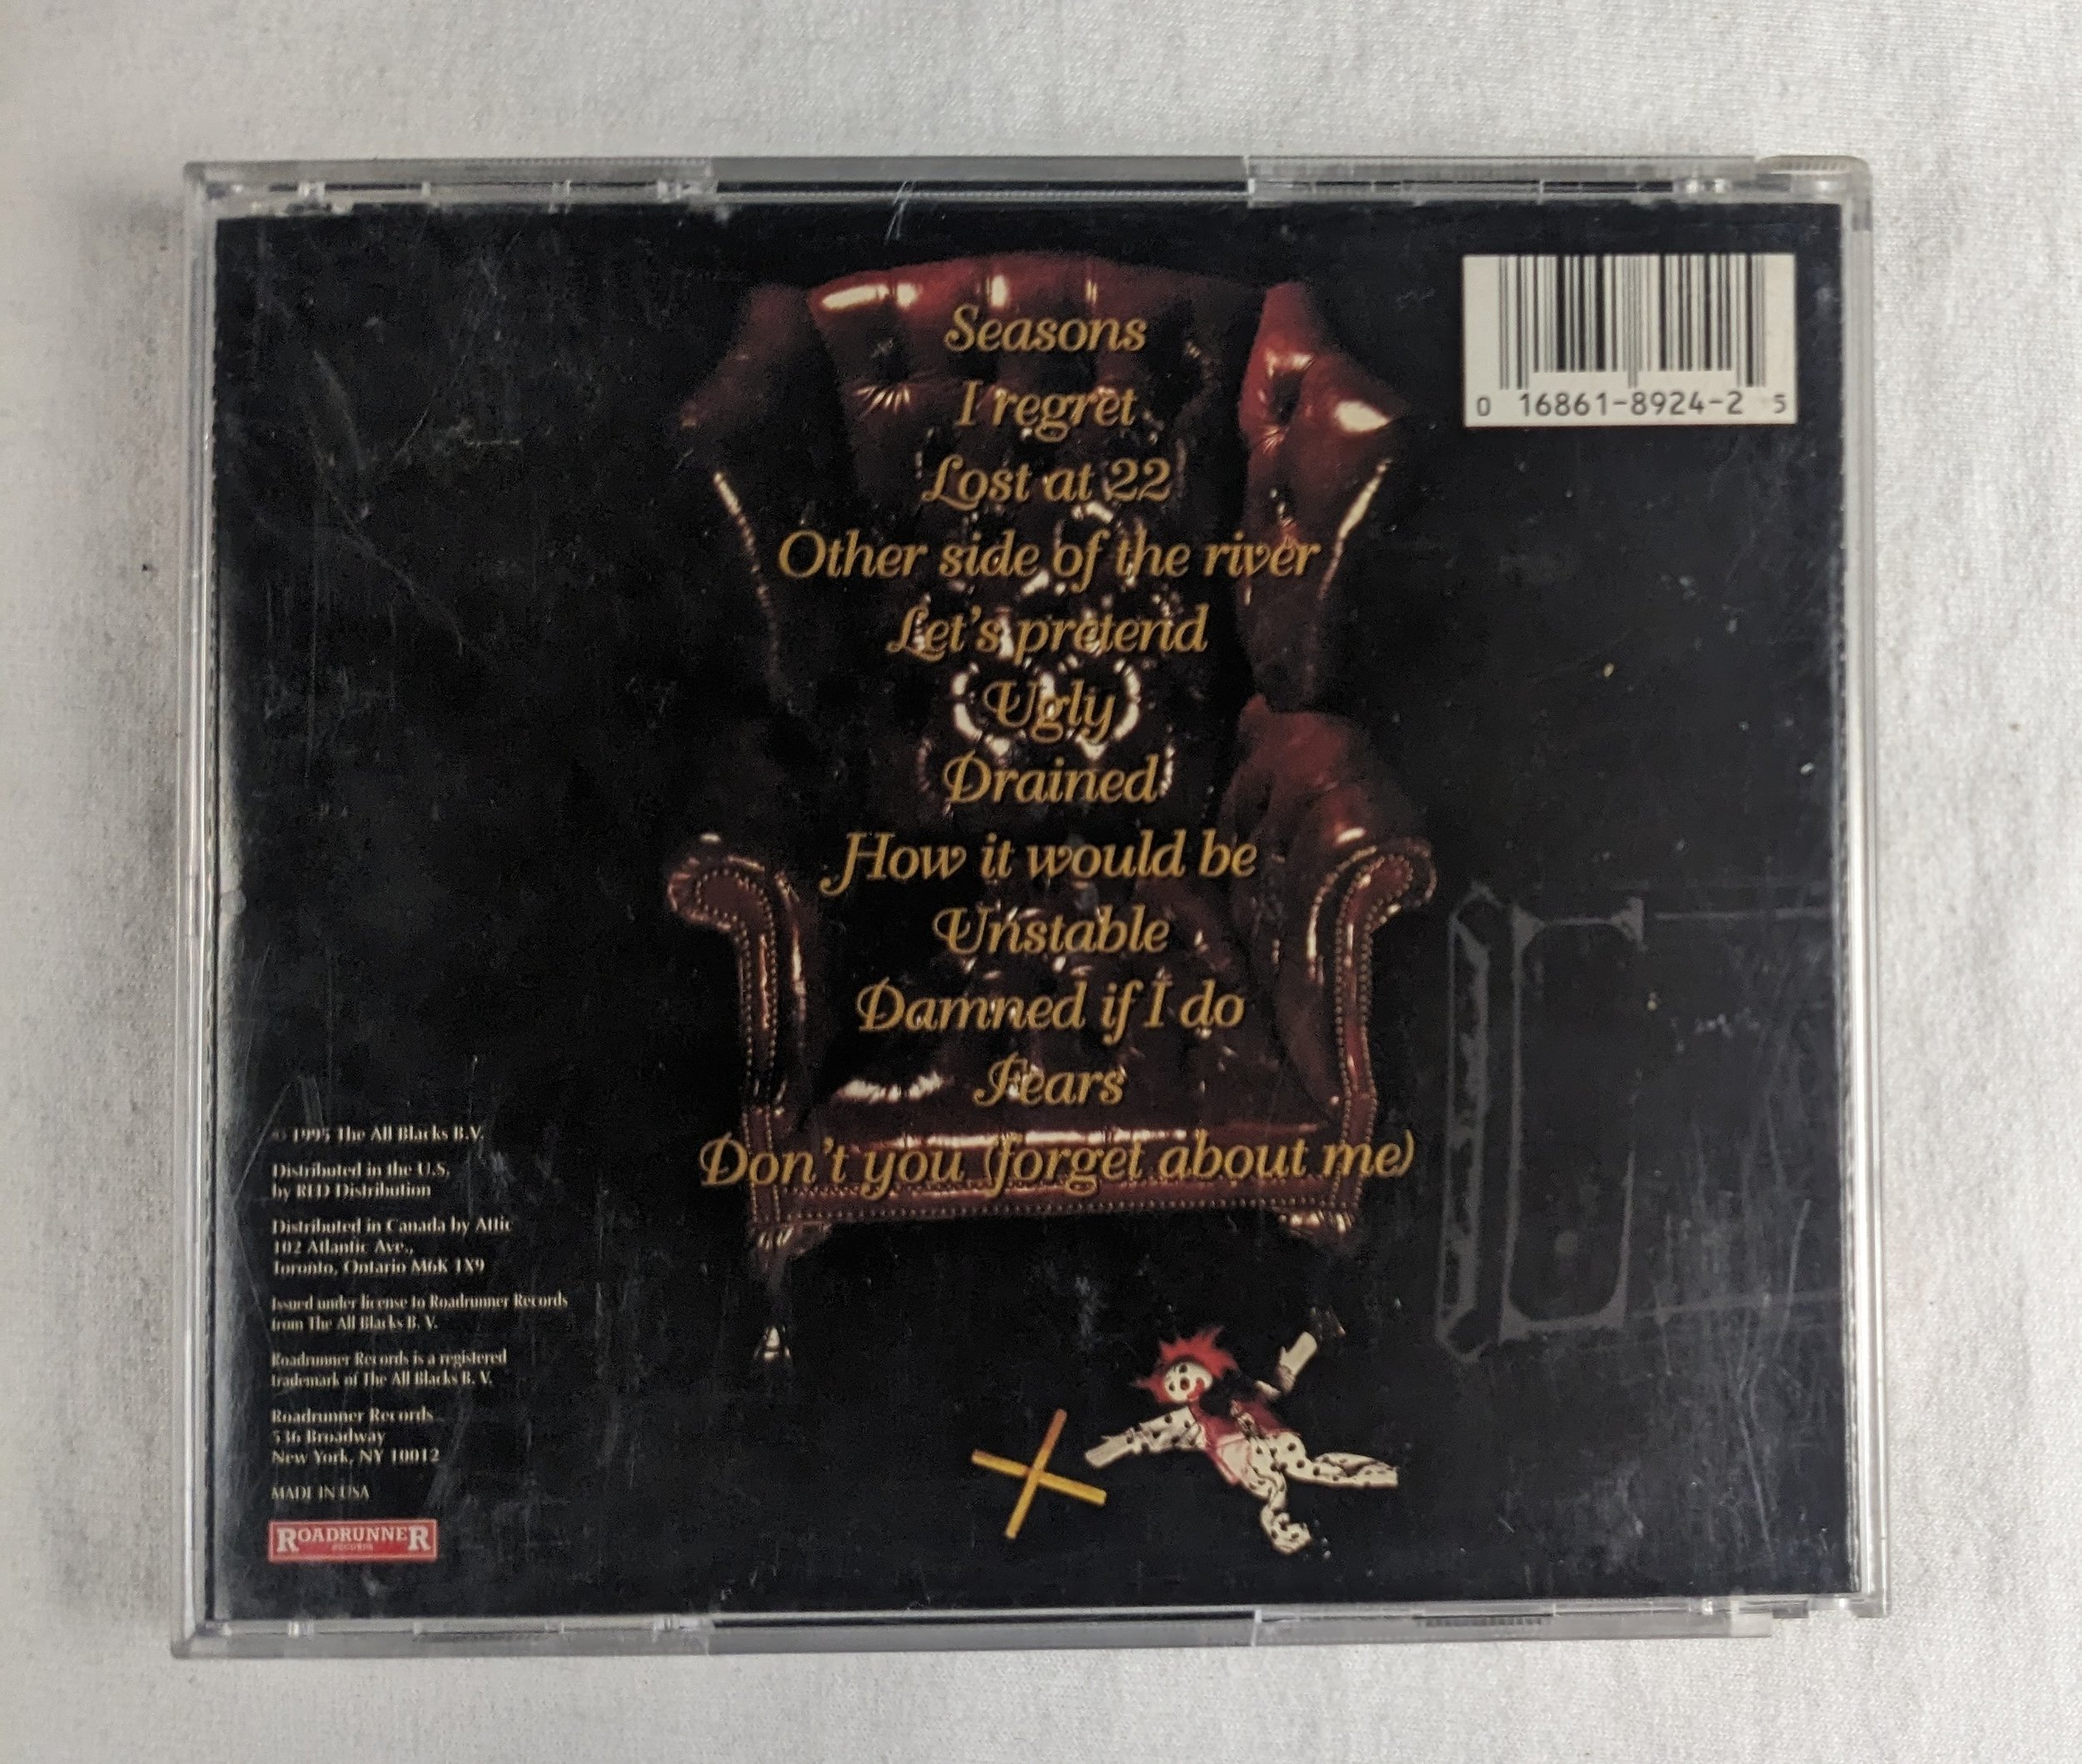 Seasons
I regret
Lost at 22
Other side of the river
Let's pretend
Ugly
Drained
How it would be
Unstable
Damned if I do
Fears
Don't you (forget about me)
0 16861-8924-2 5
© 1995 The All Blacks B.V.
Distributed in the U.S.
by RED Distribution
Distributed in Canada by Attic
102 Atlantic Ave.,
Toronto, Ontario M6K 1X9
Issued under license to Roadrunner Records
from The All Blacks B. V.
Roadrunner Records is a registered
trademark of The All Blacks B. V.
Roadrunner Records
536 Broadway
New York, NY 10012
MADE IN USA
ROADRUNNER
RECORDS